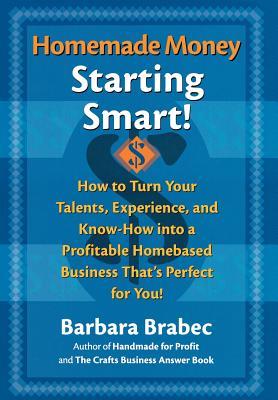 Homemade Money
Starting
Smart!
$
How to Turn Your
Talents, Experience, and
Know-How into a
Profitable Homebased
Business That's Perfect
for You!
Barbara Brabec
Author of Handmade for Profit
and The Crafts Business Answer Book